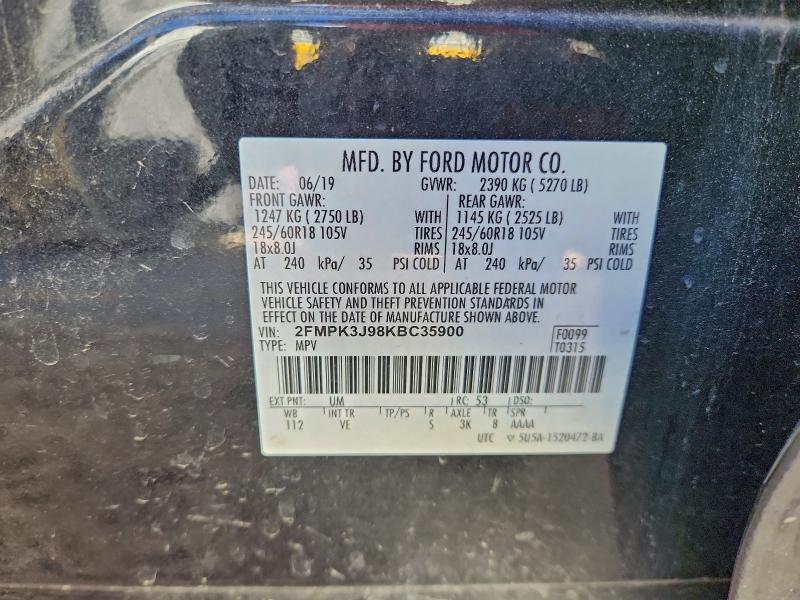 MFD. BY FORD MOTOR CO.
DATE: 06/19 GVWR: 2390 KG ( 5270 LB)
FRONT GAWR: REAR GAWR:
1247 KG ( 2750 LB) WITH 1145 KG ( 2525 LB) WITH
245/60R18 105V TIRES 245/60R18 105V TIRES
18x8.0J RIMS 18x8.0J RIMS
AT 240 kPa/ 35 PSI COLD AT 240 kPa/ 35 PSI COLD
THIS VEHICLE CONFORMS TO ALL APPLICABLE FEDERAL MOTOR
VEHICLE SAFETY AND THEFT PREVENTION STANDARDS IN
EFFECT ON THE DATE OF MANUFACTURE SHOWN ABOVE.
VIN: 2FMPK3J98KBC35900 F0099
TYPE: MPV T0315
EXT PNT: UM RC: 53 DSO:
WB INT TR TP/PS R AXLE TR SPR
112 VE S 3K 8 AAAA
UTC ▽ 5U5A-1520472-BA